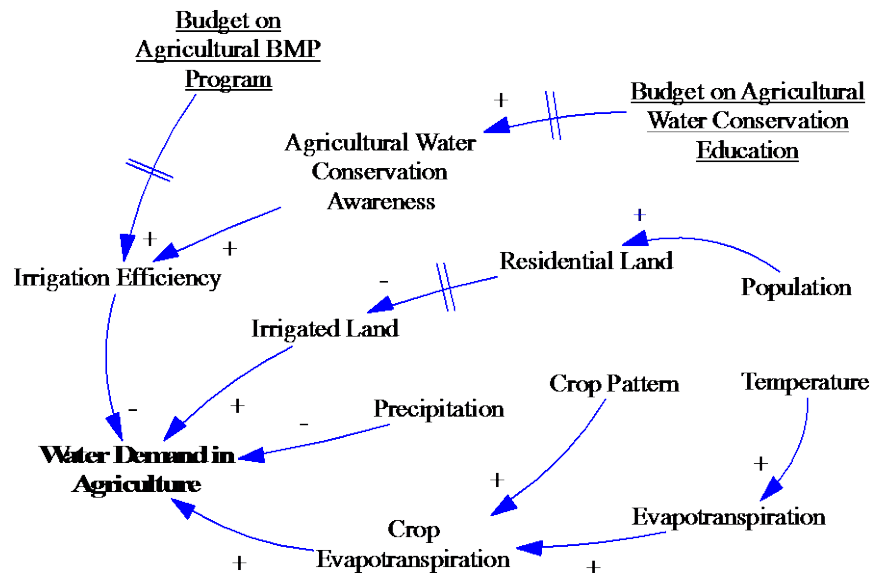 Budget on
Agricultural BMP
Program
+
Budget on Agricultural
Water Conservation
Education
Agricultural Water
Conservation
Awareness
+
+
+
Irrigation Efficiency
Residential Land
Population
-
Irrigated Land
Crop Pattern
Temperature
-
+
Precipitation
-
Water Demand in
Agriculture
+
+
Evapotranspiration
Crop
Evapotranspiration
+
+